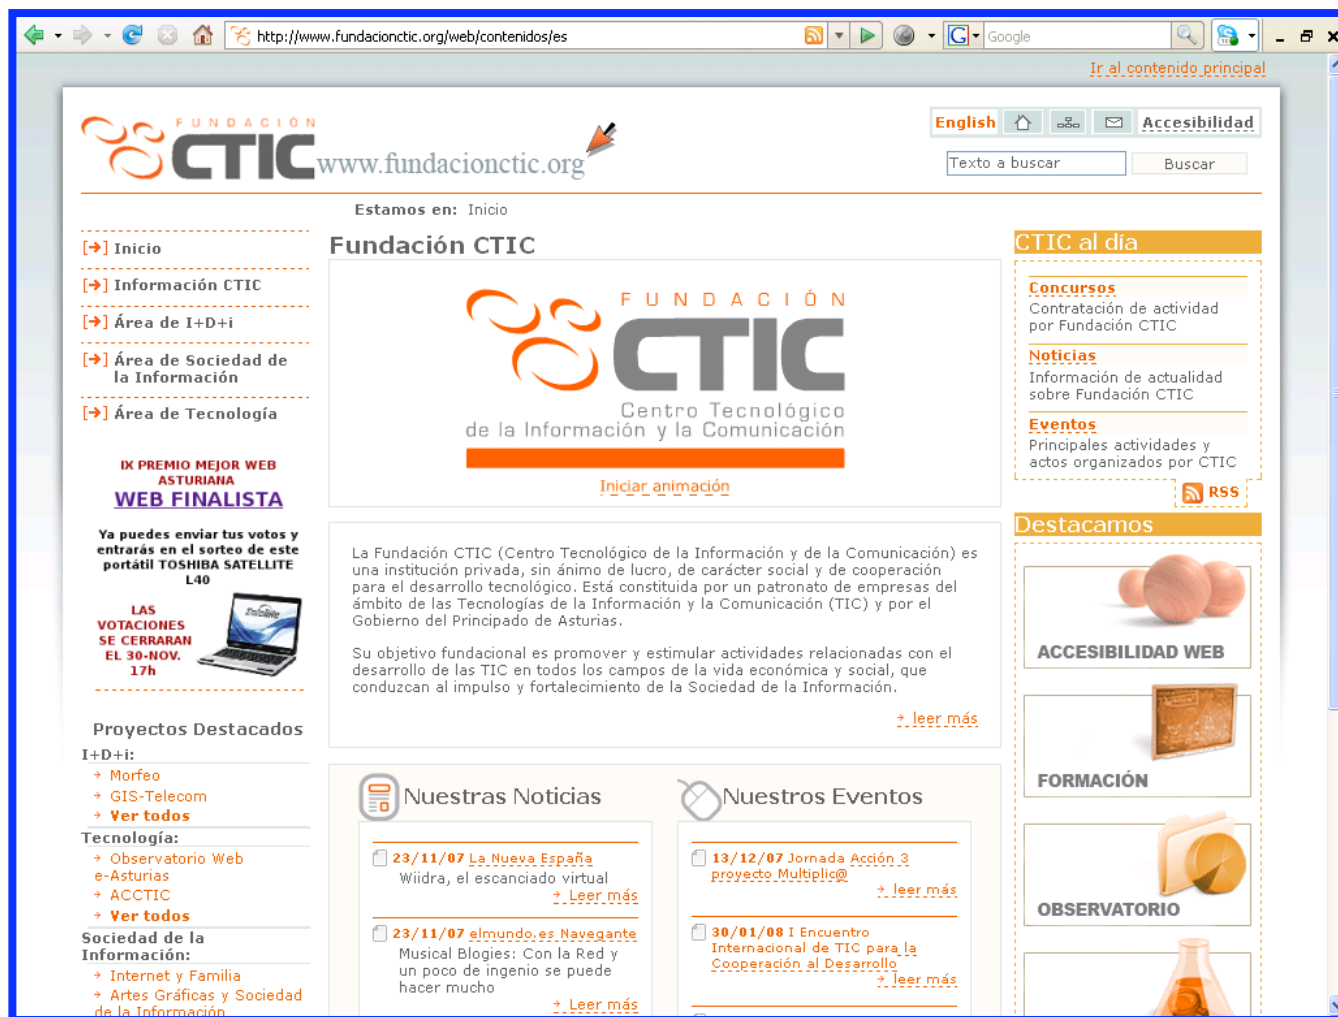 http://www.fundacionctic.org/web/contenidos/es
Google
Ir al contenido principal
FUNDACIÓN
CTIC
www.fundacionctic.org
English
Accesibilidad
Texto a buscar
Buscar
Estamos en: Inicio
[→] Inicio
[→] Información CTIC
[→] Área de I+D+i
[→] Área de Sociedad de
la Información
[→] Área de Tecnología
IX PREMIO MEJOR WEB
ASTURIANA
WEB FINALISTA
Ya puedes enviar tus votos y
entrarás en el sorteo de este
portátil TOSHIBA SATELLITE
L40
LAS
VOTACIONES
SE CERRARAN
EL 30-NOV.
17h
Proyectos Destacados
I+D+i:
Morfeo
GIS-Telecom
Ver todos
Tecnología:
Observatorio Web
e-Asturias
ACCTIC
Ver todos
Sociedad de la
Información:
Internet y Familia
Artes Gráficas y Sociedad
de la Información
Fundación CTIC
FUNDACIÓN
CTIC
Centro Tecnológico
de la Información y la Comunicación
Iniciar animación
La Fundación CTIC (Centro Tecnológico de la Información y de la Comunicación) es
una institución privada, sin ánimo de lucro, de carácter social y de cooperación
para el desarrollo tecnológico. Está constituida por un patronato de empresas del
ámbito de las Tecnologías de la Información y la Comunicación (TIC) y por el
Gobierno del Principado de Asturias.
Su objetivo fundacional es promover y estimular actividades relacionadas con el
desarrollo de las TIC en todos los campos de la vida económica y social, que
conduzcan al impulso y fortalecimiento de la Sociedad de la Información.
leer más
Nuestras Noticias
23/11/07 La Nueva España
Wiidra, el escanciado virtual
Leer más
23/11/07 elmundo.es Navegante
Musical Blogies: Con la Red y
un poco de ingenio se puede
hacer mucho
Leer más
Nuestros Eventos
13/12/07 Jornada Acción 3
proyecto Multiplic@
leer más
30/01/08 I Encuentro
Internacional de TIC para la
Cooperación al Desarrollo
leer más
CTIC al día
Concursos
Contratación de actividad
por Fundación CTIC
Noticias
Información de actualidad
sobre Fundación CTIC
Eventos
Principales actividades y
actos organizados por CTIC
RSS
Destacamos
ACCESIBILIDAD WEB
FORMACIÓN
OBSERVATORIO